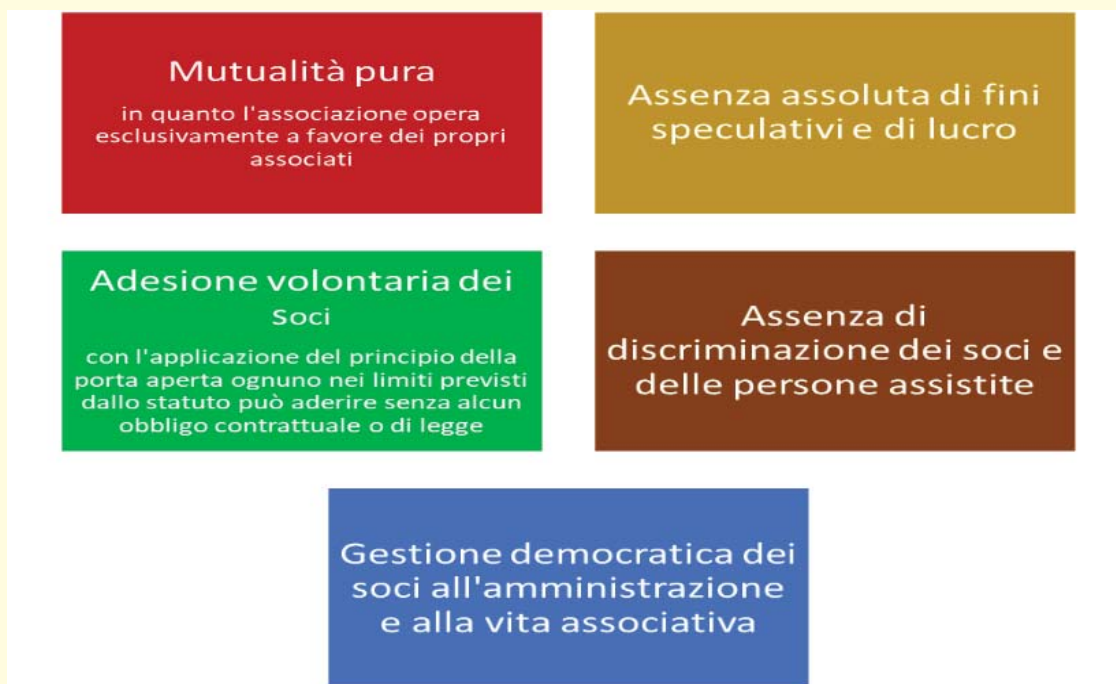 Mutualità pura
in quanto l'associazione opera
esclusivamente a favore dei propri
associati
Assenza assoluta di fini
speculativi e di lucro
Adesione volontaria dei
Soci
con l'applicazione del principio della
porta aperta ognuno nei limiti previsti
dallo statuto può aderire senza alcun
obbligo contrattuale o di legge
Assenza di
discriminazione dei soci e
delle persone assistite
Gestione democratica dei
soci all'amministrazione
e alla vita associativa